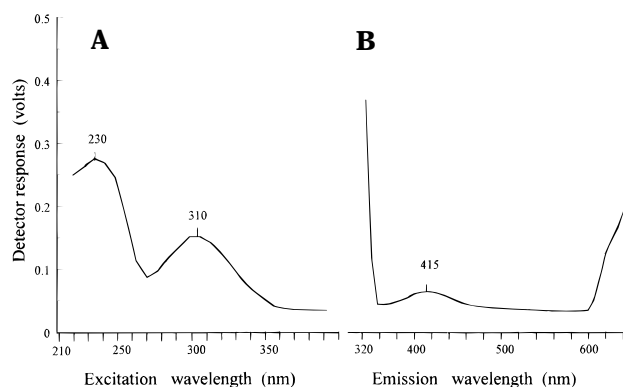 A
B
0.5
0.4
0.3
0.2
0.1
0
Detector response (volts)
230
310
415
210 250 300 350
320 400 500 600
Excitation wavelength (nm)
Emission wavelength (nm)